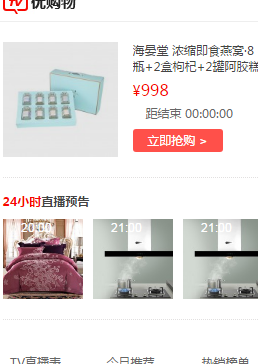 TV 优购物
海晏堂 浓缩即食燕窝·8
瓶+2盒枸杞+2罐阿胶糕
¥998
距结束 00:00:00
立即抢购 >
24小时直播预告
20:00 21:00 21:00
TV直播表 今日推荐 热销榜单